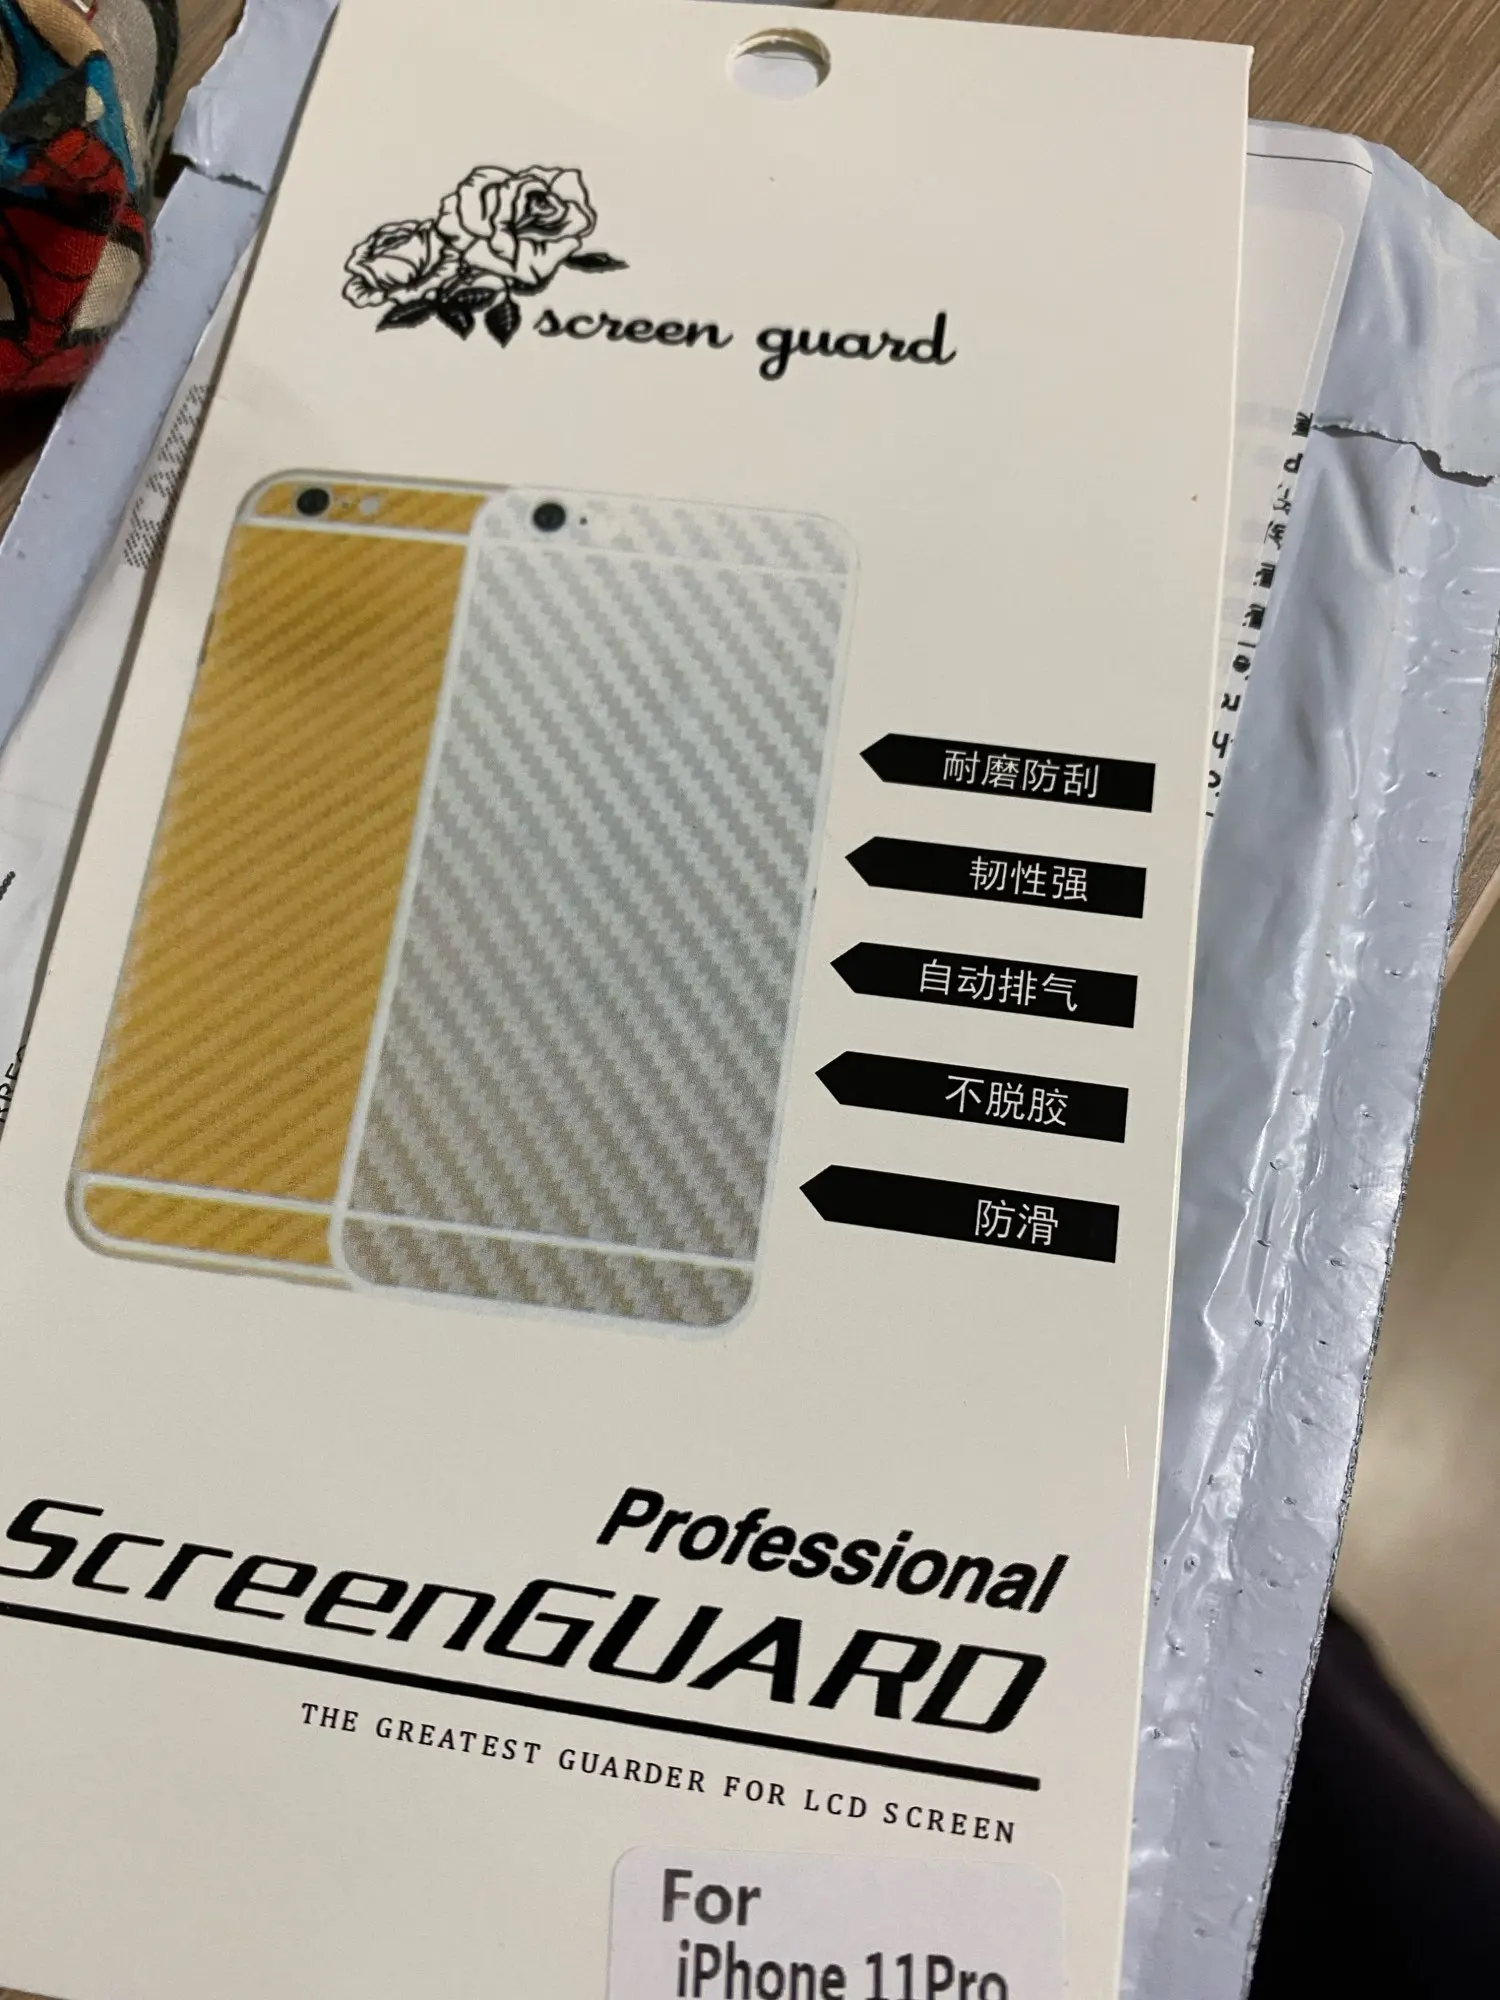 screen guard
耐磨防刮
韧性强
自动排气
不脱胶
防滑
Professional
ScreenGUARD
THE GREATEST GUARDER FOR LCD SCREEN
For
iPhone 11Pro